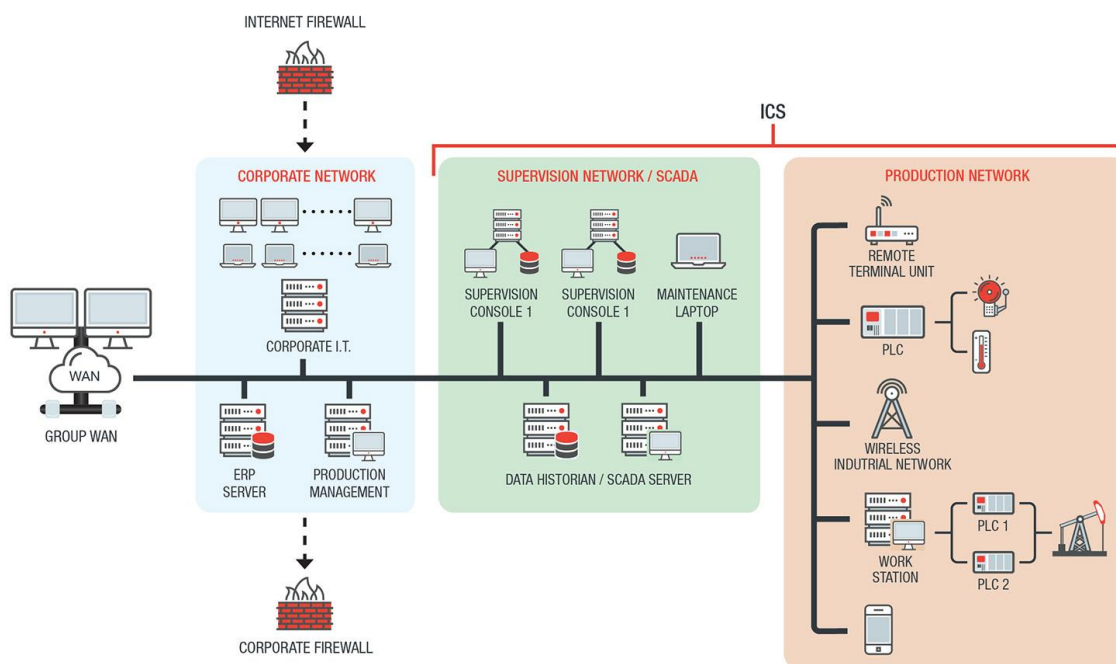 INTERNET FIREWALL
ICS
CORPORATE NETWORK
SUPERVISION NETWORK / SCADA
PRODUCTION NETWORK
REMOTE
TERMINAL UNIT
SUPERVISION
CONSOLE 1
SUPERVISION
CONSOLE 1
MAINTENANCE
LAPTOP
CORPORATE I.T.
PLC
WAN
GROUP WAN
ERP
SERVER
PRODUCTION
MANAGEMENT
DATA HISTORIAN / SCADA SERVER
WIRELESS
INDUTRIAL NETWORK
PLC 1
WORK
STATION
PLC 2
CORPORATE FIREWALL